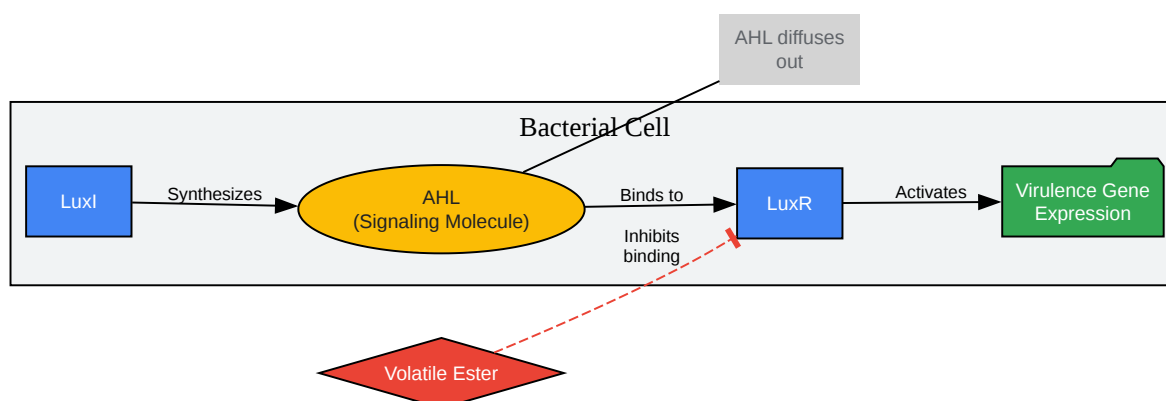 AHL diffuses
out
Bacterial Cell
LuxI
Synthesizes
AHL
(Signaling Molecule)
Binds to
LuxR
Activates
Virulence Gene
Expression
Inhibits
binding
Volatile Ester